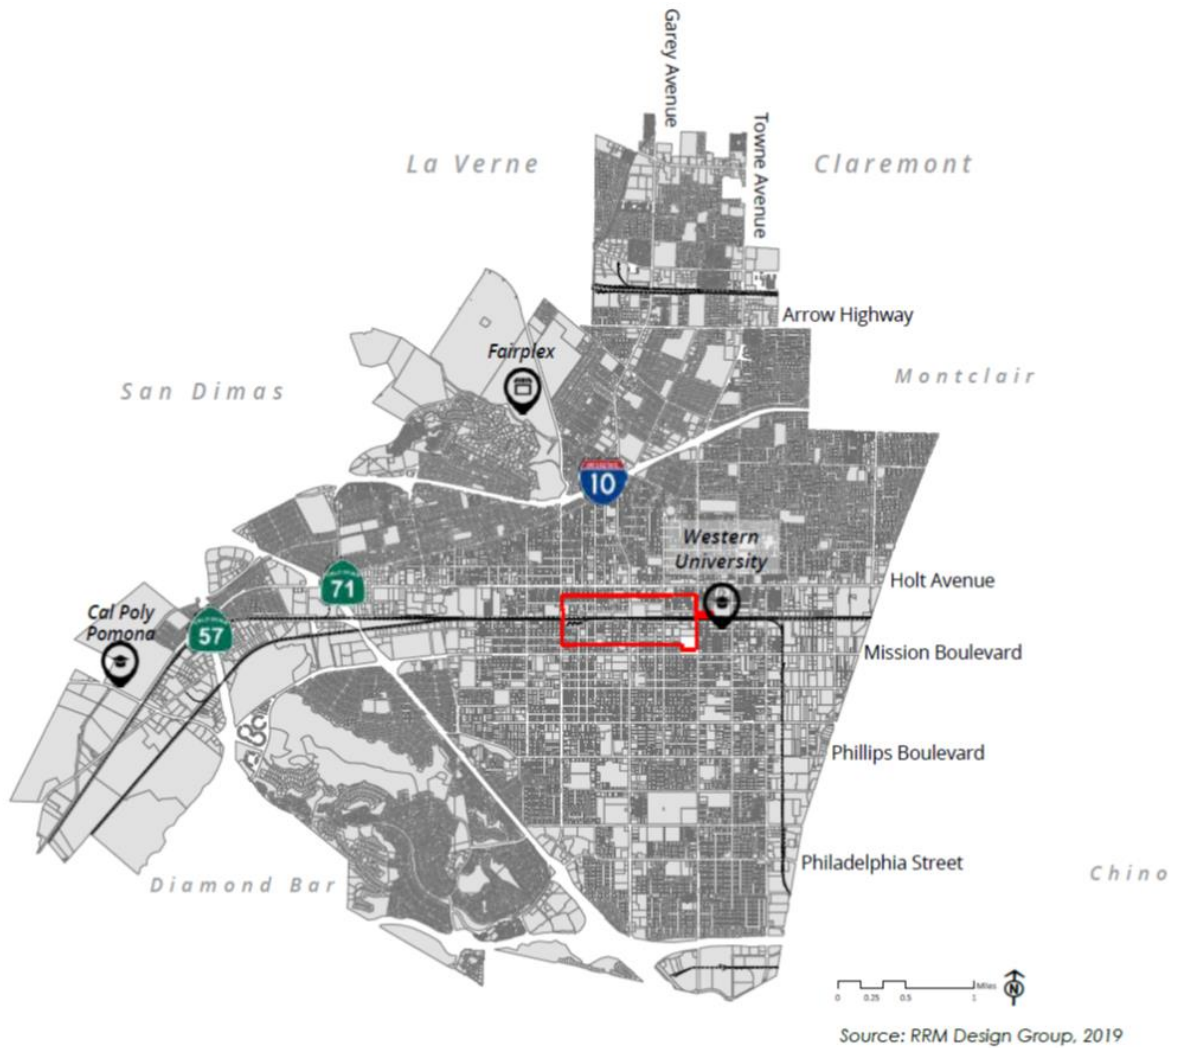 Garey Avenue
Towne Avenue
La Verne
Claremont
Arrow Highway
Fairplex
Montclair
San Dimas
10
Western
University
Holt Avenue
71
Cal Poly
Pomona
57
Mission Boulevard
Phillips Boulevard
Philadelphia Street
Diamond Bar
Chino
Miles
0 0.25 0.5 1
N
Source: RRM Design Group, 2019